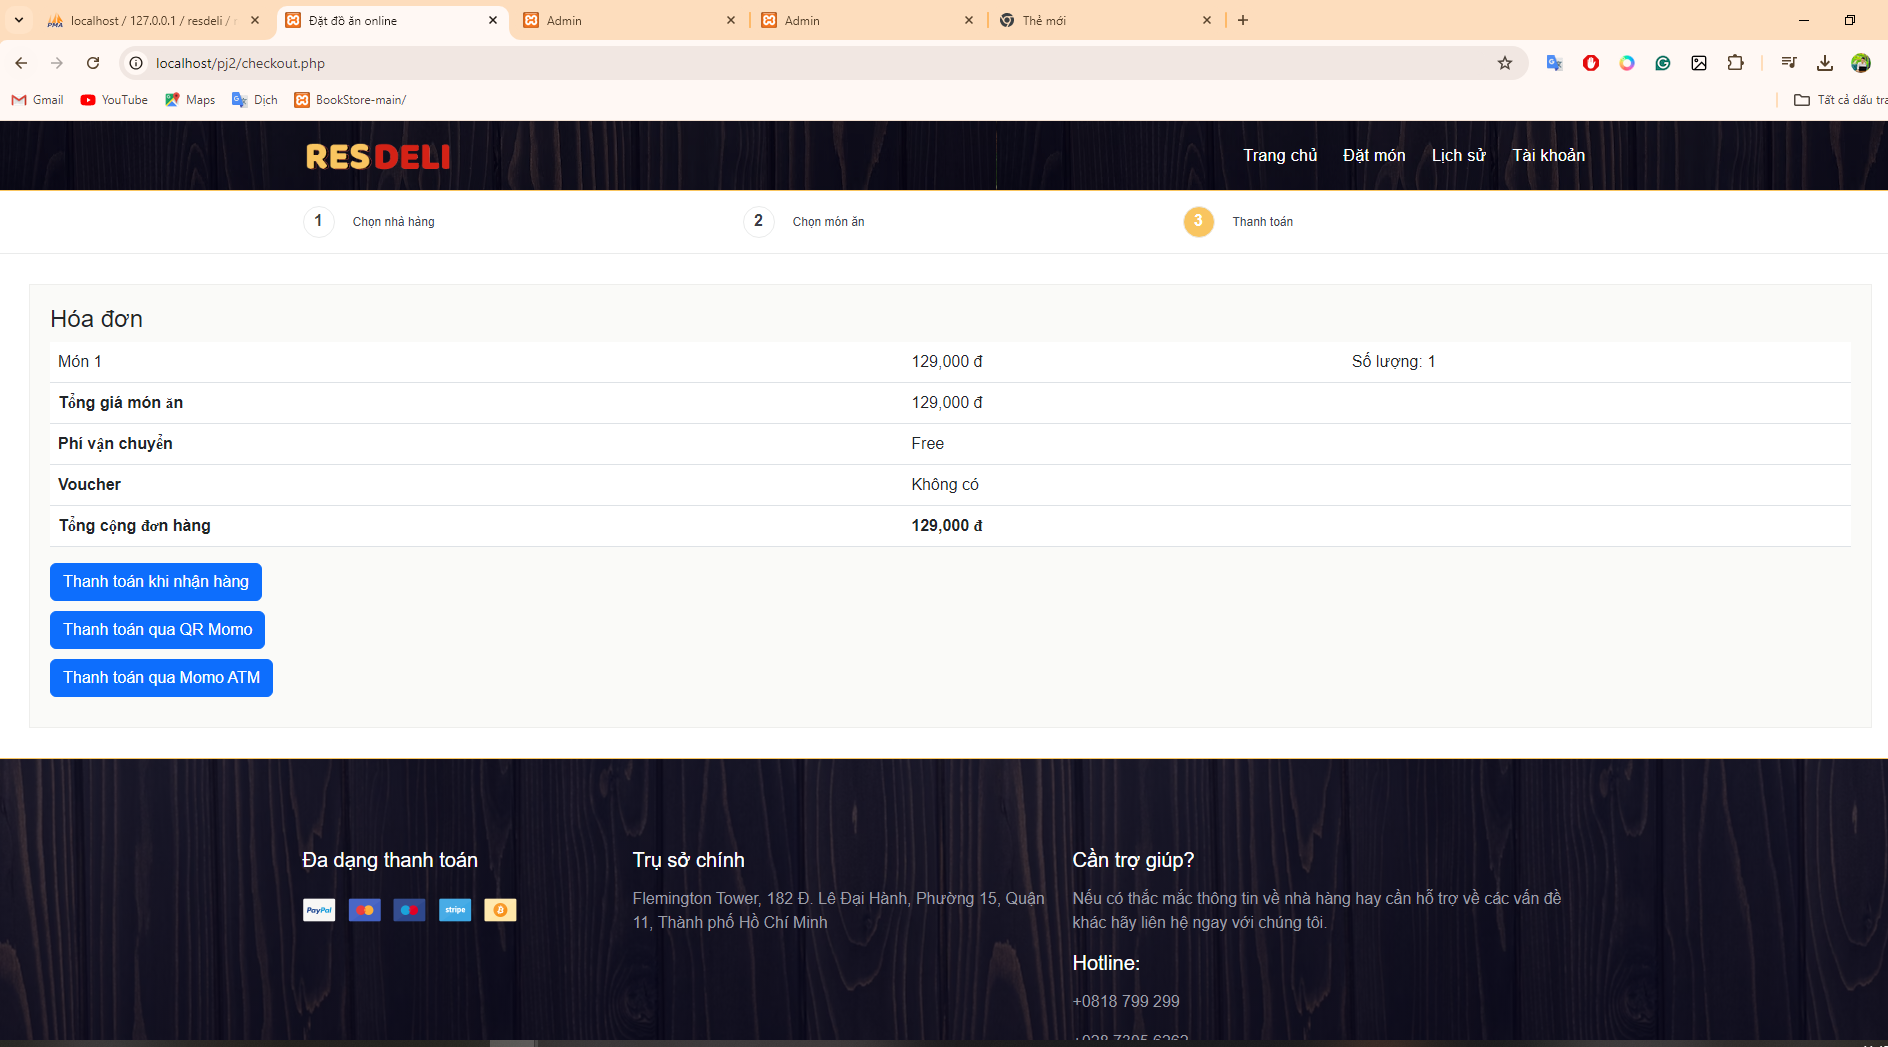 localhost / 127.0.0.1 / resdeli /
Đặt đồ ăn online
Admin
Admin
Thẻ mới
localhost/pj2/checkout.php
Gmail
YouTube
Maps
Dịch
BookStore-main/
Tất cả dấu tra
RES DELI
Trang chủ
Đặt món
Lịch sử
Tài khoản
1 Chọn nhà hàng
2 Chọn món ăn
3 Thanh toán
Hóa đơn
Món 1 129,000 đ Số lượng: 1
Tổng giá món ăn 129,000 đ
Phí vận chuyển Free
Voucher Không có
Tổng cộng đơn hàng 129,000 đ
Thanh toán khi nhận hàng
Thanh toán qua QR Momo
Thanh toán qua Momo ATM
Đa dạng thanh toán
PayPal
stripe
Trụ sở chính
Flemington Tower, 182 Đ. Lê Đại Hành, Phường 15, Quận
11, Thành phố Hồ Chí Minh
Cần trợ giúp?
Nếu có thắc mắc thông tin về nhà hàng hay cần hỗ trợ về các vấn đề
khác hãy liên hệ ngay với chúng tôi.
Hotline:
+0818 799 299